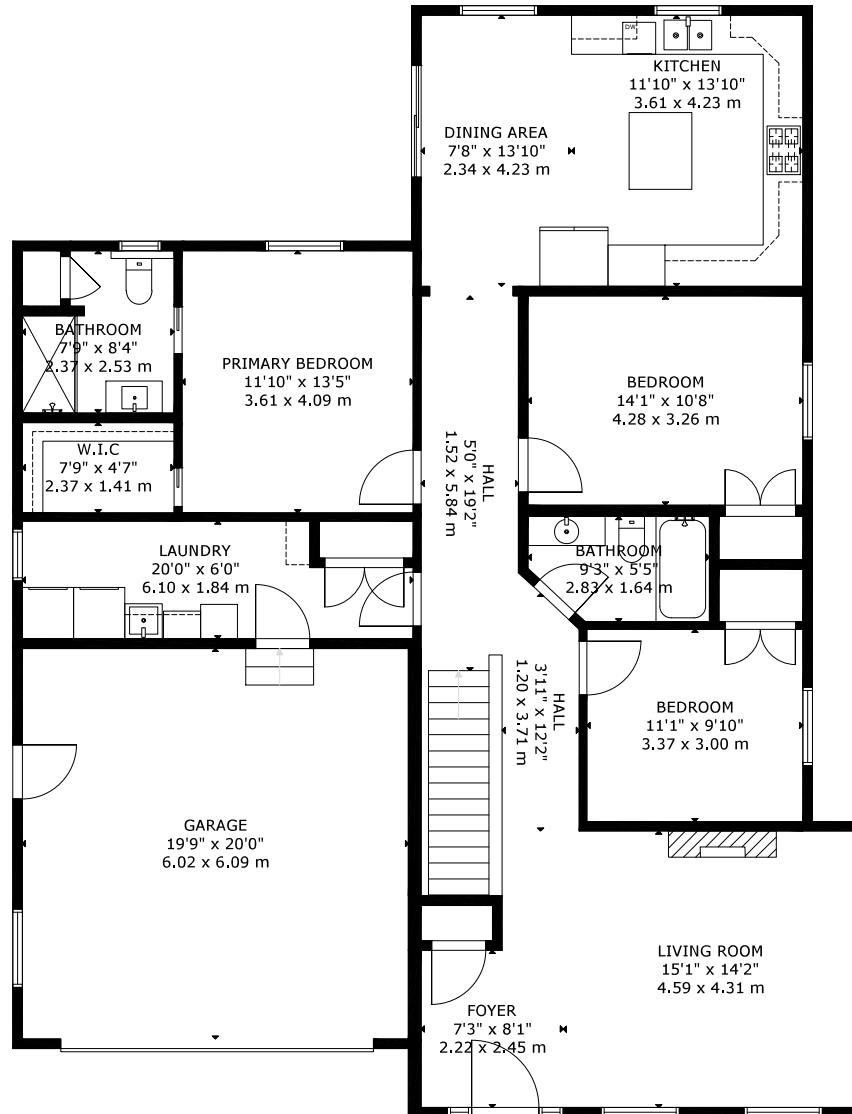 DW
KITCHEN
11'10" x 13'10"
3.61 x 4.23 m
DINING AREA
7'8" x 13'10"
2.34 x 4.23 m
BATHROOM
7'9" x 8'4"
2.37 x 2.53 m
PRIMARY BEDROOM
11'10" x 13'5"
3.61 x 4.09 m
BEDROOM
14'1" x 10'8"
4.28 x 3.26 m
W.I.C
7'9" x 4'7"
2.37 x 1.41 m
HALL
5'0" x 19'2"
1.52 x 5.84 m
LAUNDRY
20'0" x 6'0"
6.10 x 1.84 m
BATHROOM
9'3" x 5'5"
2.83 x 1.64 m
HALL
3'11" x 12'2"
1.20 x 3.71 m
BEDROOM
11'1" x 9'10"
3.37 x 3.00 m
GARAGE
19'9" x 20'0"
6.02 x 6.09 m
LIVING ROOM
15'1" x 14'2"
4.59 x 4.31 m
FOYER
7'3" x 8'1"
2.22 x 2.45 m